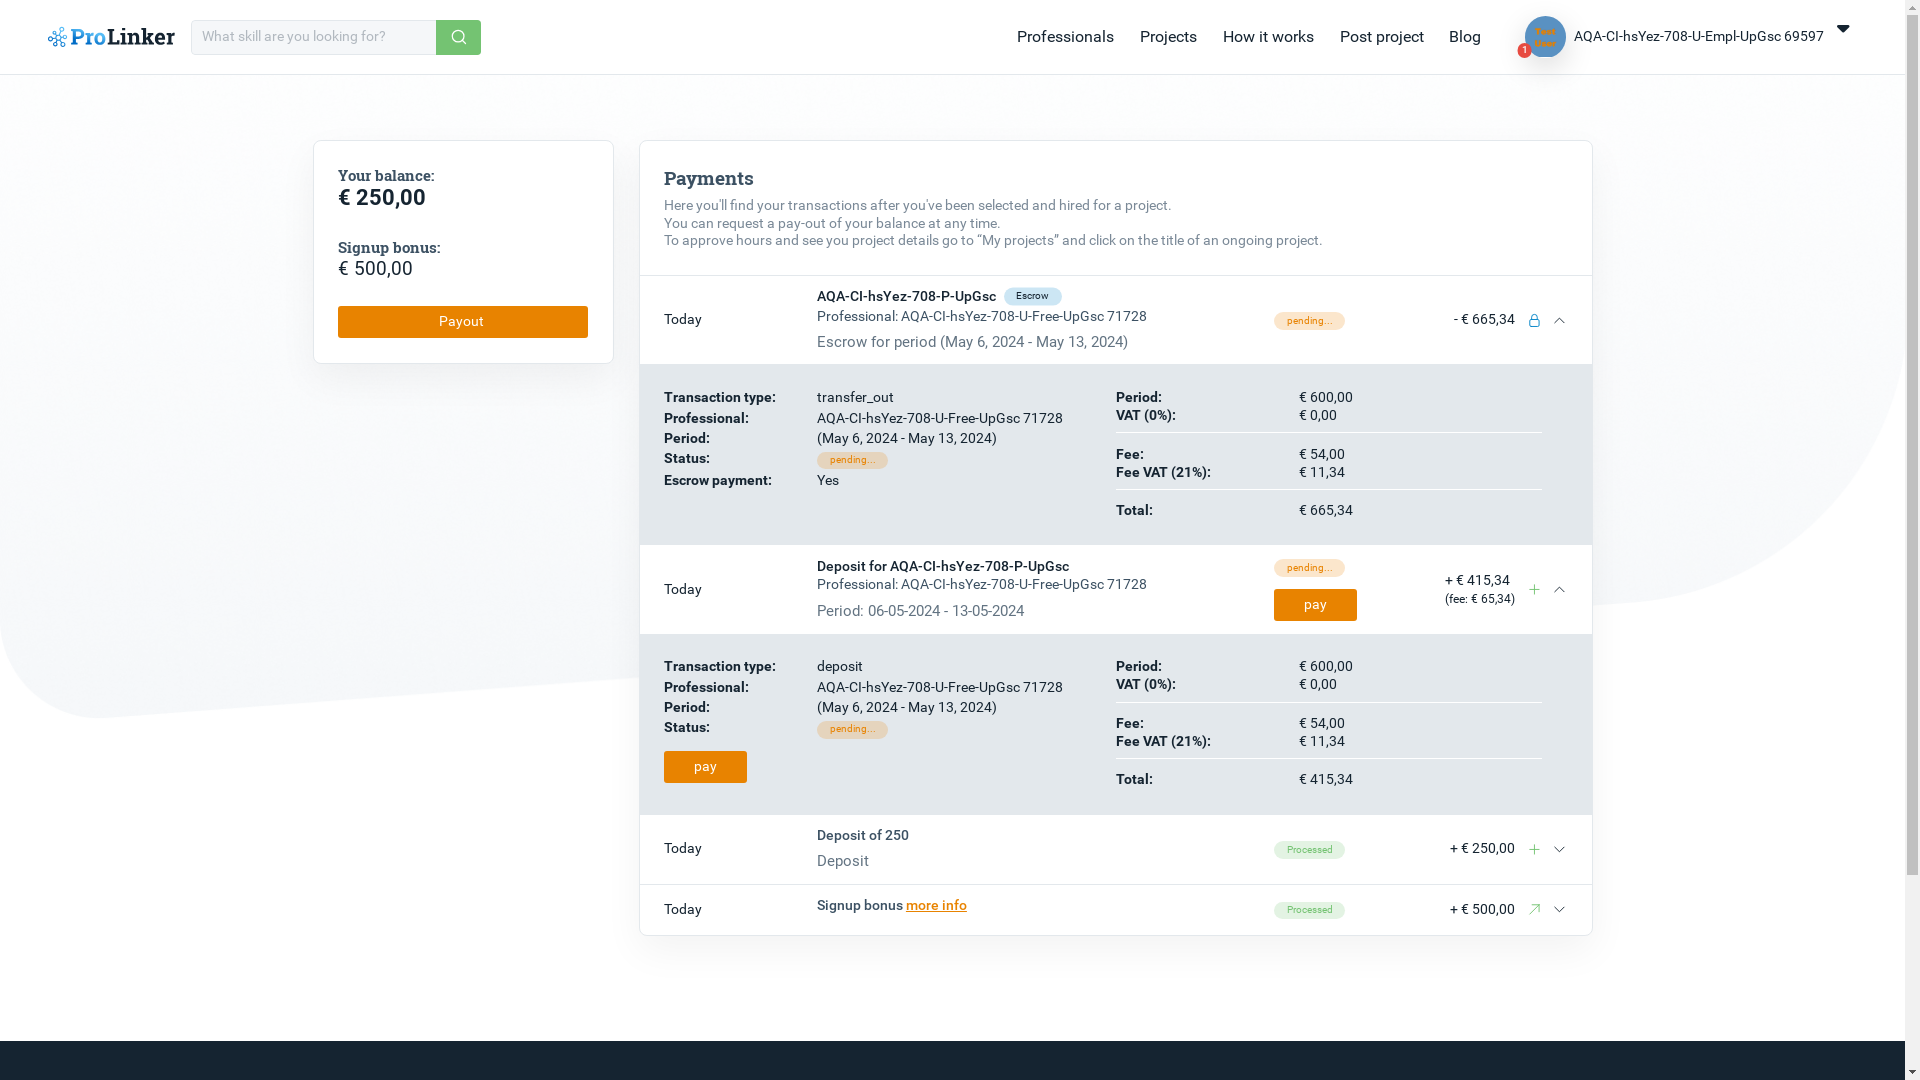 ProLinker
What skill are you looking for?
Professionals
Projects
How it works
Post project
Blog
Test
User
1
AQA-CI-hsYez-708-U-Empl-UpGsc 69597
Your balance:
€ 250,00
Signup bonus:
€ 500,00
Payout
Payments
Here you'll find your transactions after you've been selected and hired for a project.
You can request a pay-out of your balance at any time.
To approve hours and see you project details go to “My projects” and click on the title of an ongoing project.
Today
AQA-CI-hsYez-708-P-UpGsc Escrow
Professional: AQA-CI-hsYez-708-U-Free-UpGsc 71728
Escrow for period (May 6, 2024 - May 13, 2024)
pending...
- € 665,34
Transaction type: transfer_out
Professional: AQA-CI-hsYez-708-U-Free-UpGsc 71728
Period: (May 6, 2024 - May 13, 2024)
Status: pending...
Escrow payment: Yes
Period: € 600,00
VAT (0%): € 0,00
Fee: € 54,00
Fee VAT (21%): € 11,34
Total: € 665,34
Today
Deposit for AQA-CI-hsYez-708-P-UpGsc
Professional: AQA-CI-hsYez-708-U-Free-UpGsc 71728
Period: 06-05-2024 - 13-05-2024
pending...
pay
+ € 415,34
(fee: € 65,34)
Transaction type: deposit
Professional: AQA-CI-hsYez-708-U-Free-UpGsc 71728
Period: (May 6, 2024 - May 13, 2024)
Status: pending...
pay
Period: € 600,00
VAT (0%): € 0,00
Fee: € 54,00
Fee VAT (21%): € 11,34
Total: € 415,34
Today
Deposit of 250
Deposit
Processed
+ € 250,00
Today
Signup bonus more info
Processed
+ € 500,00